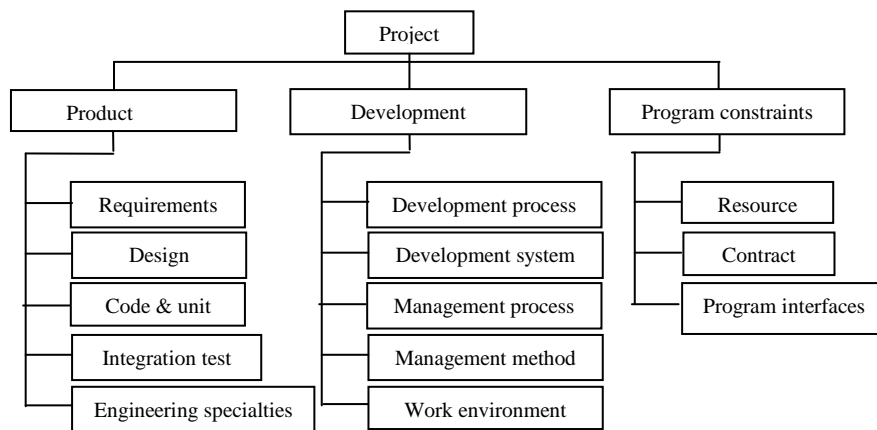 Project
Product
Development
Program constraints
Requirements
Design
Code & unit
Integration test
Engineering specialties
Development process
Development system
Management process
Management method
Work environment
Resource
Contract
Program interfaces